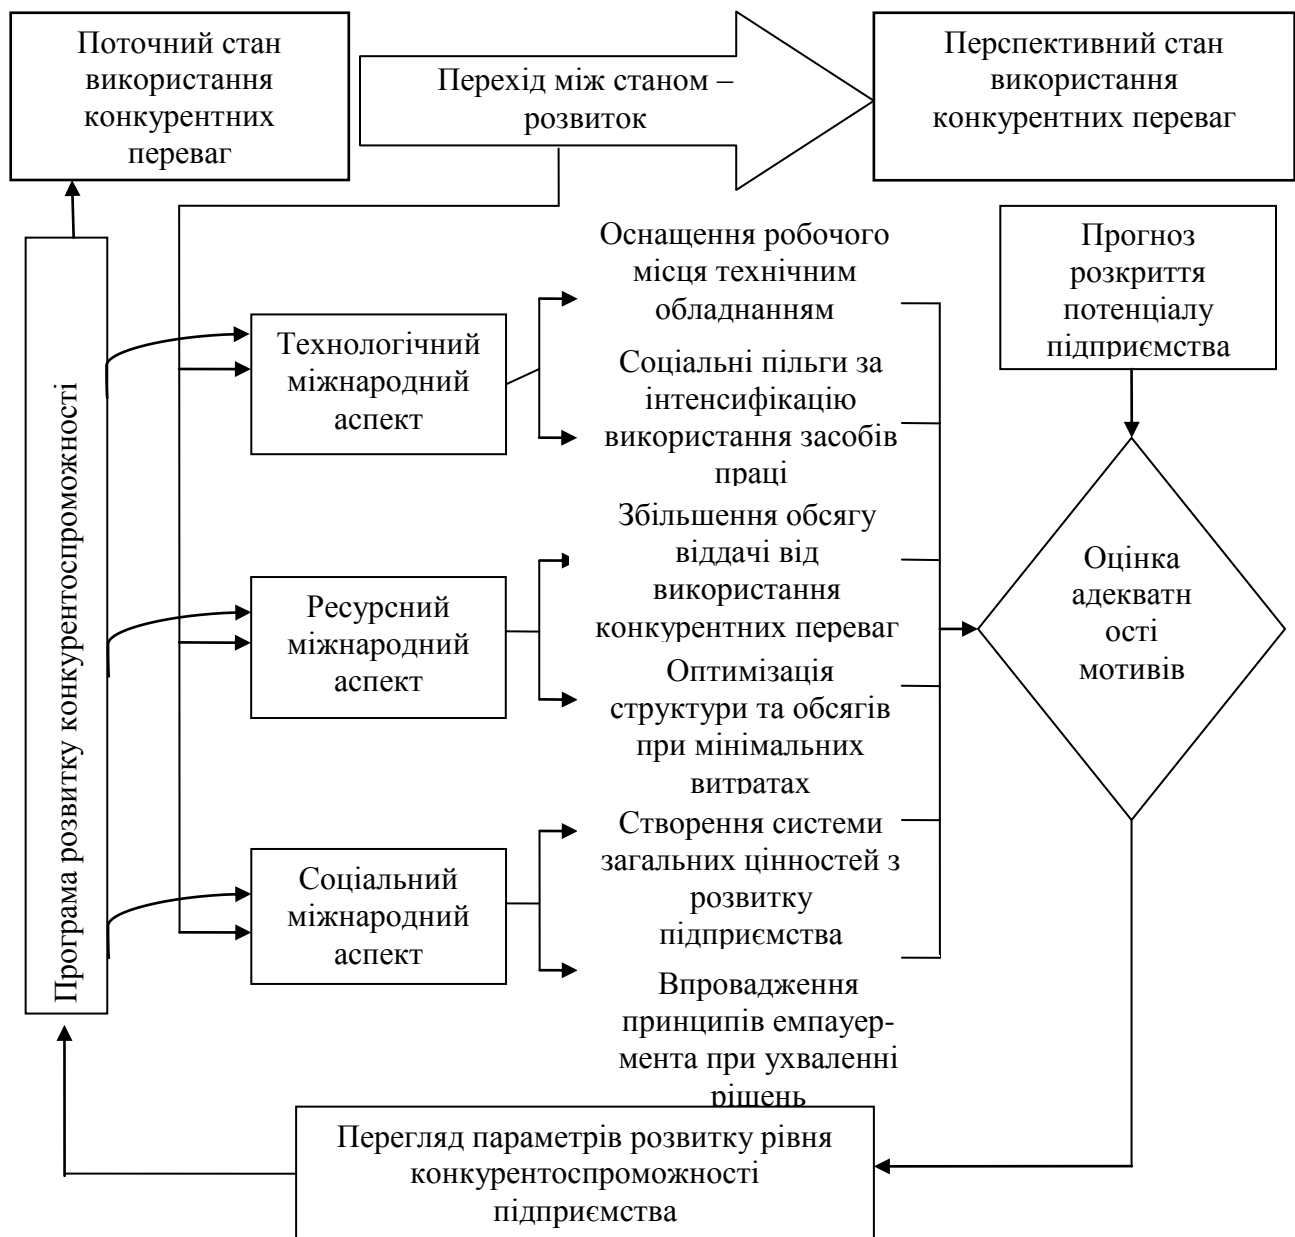 Поточний стан
використання
конкурентних
переваг
Перехід між станом –
розвиток
Перспективний стан
використання
конкурентних переваг
Програма розвитку конкурентоспроможності
Технологічний
міжнародний
аспект
Ресурсний
міжнародний
аспект
Соціальний
міжнародний
аспект
Оснащення робочого
місця технічним
обладнанням
Соціальні пільги за
інтенсифікацію
використання засобів
праці
Збільшення обсягу
віддачі від
використання
конкурентних переваг
Оптимізація
структури та обсягів
при мінімальних
витратах
Створення системи
загальних цінностей з
розвитку
підприємства
Впровадження
принципів емпауер-
мента при ухваленні
рішень
Прогноз
розкриття
потенціалу
підприємства
Оцінка
адекватн
ості
мотивів
Перегляд параметрів розвитку рівня
конкурентоспроможності
підприємства